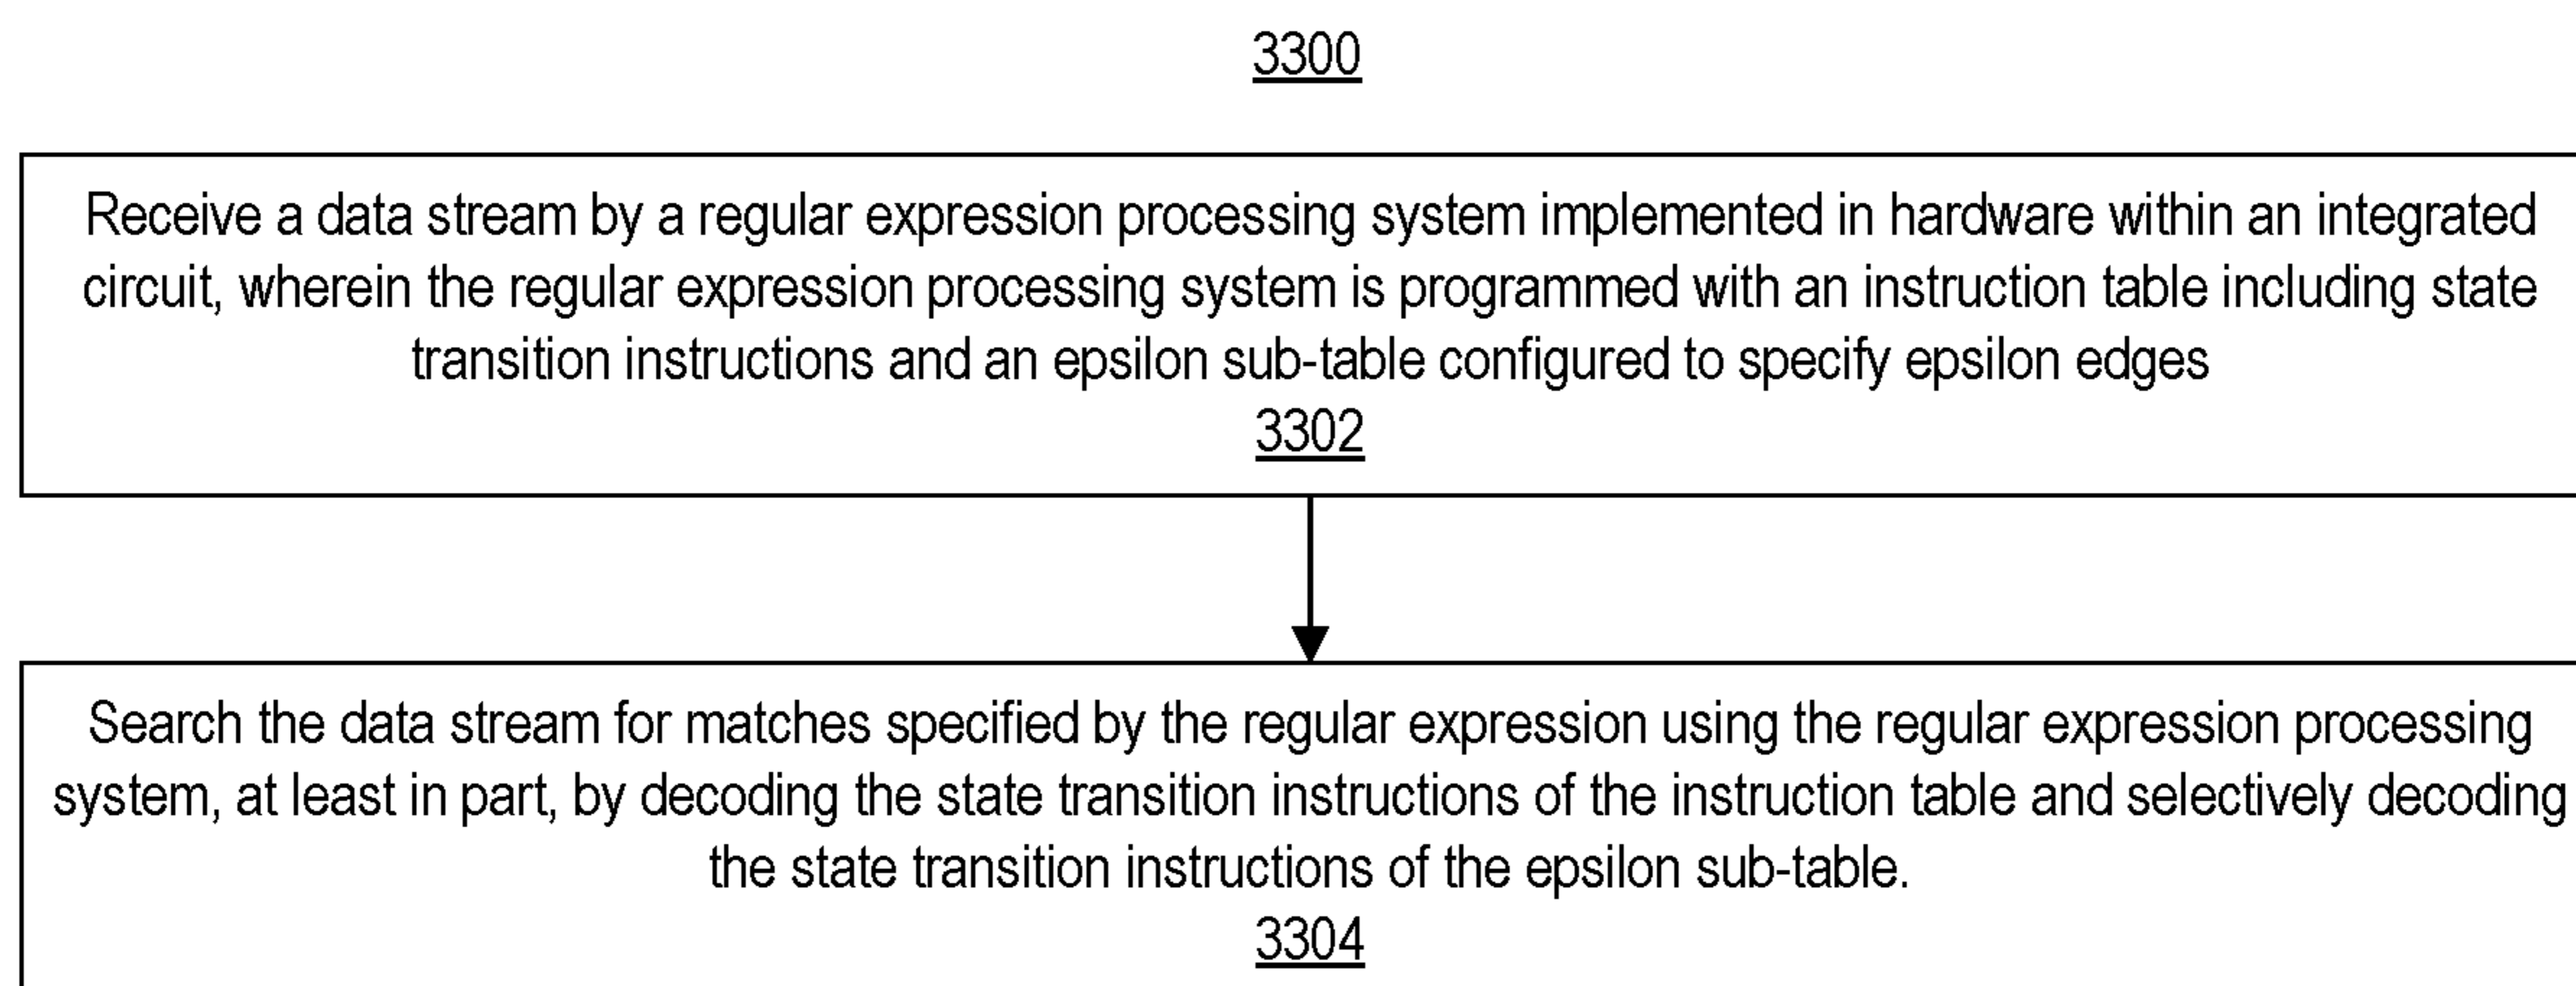 3300
Receive a data stream by a regular expression processing system implemented in hardware within an integrated
circuit, wherein the regular expression processing system is programmed with an instruction table including state
transition instructions and an epsilon sub-table configured to specify epsilon edges
3302
Search the data stream for matches specified by the regular expression using the regular expression processing
system, at least in part, by decoding the state transition instructions of the instruction table and selectively decoding
the state transition instructions of the epsilon sub-table.
3304